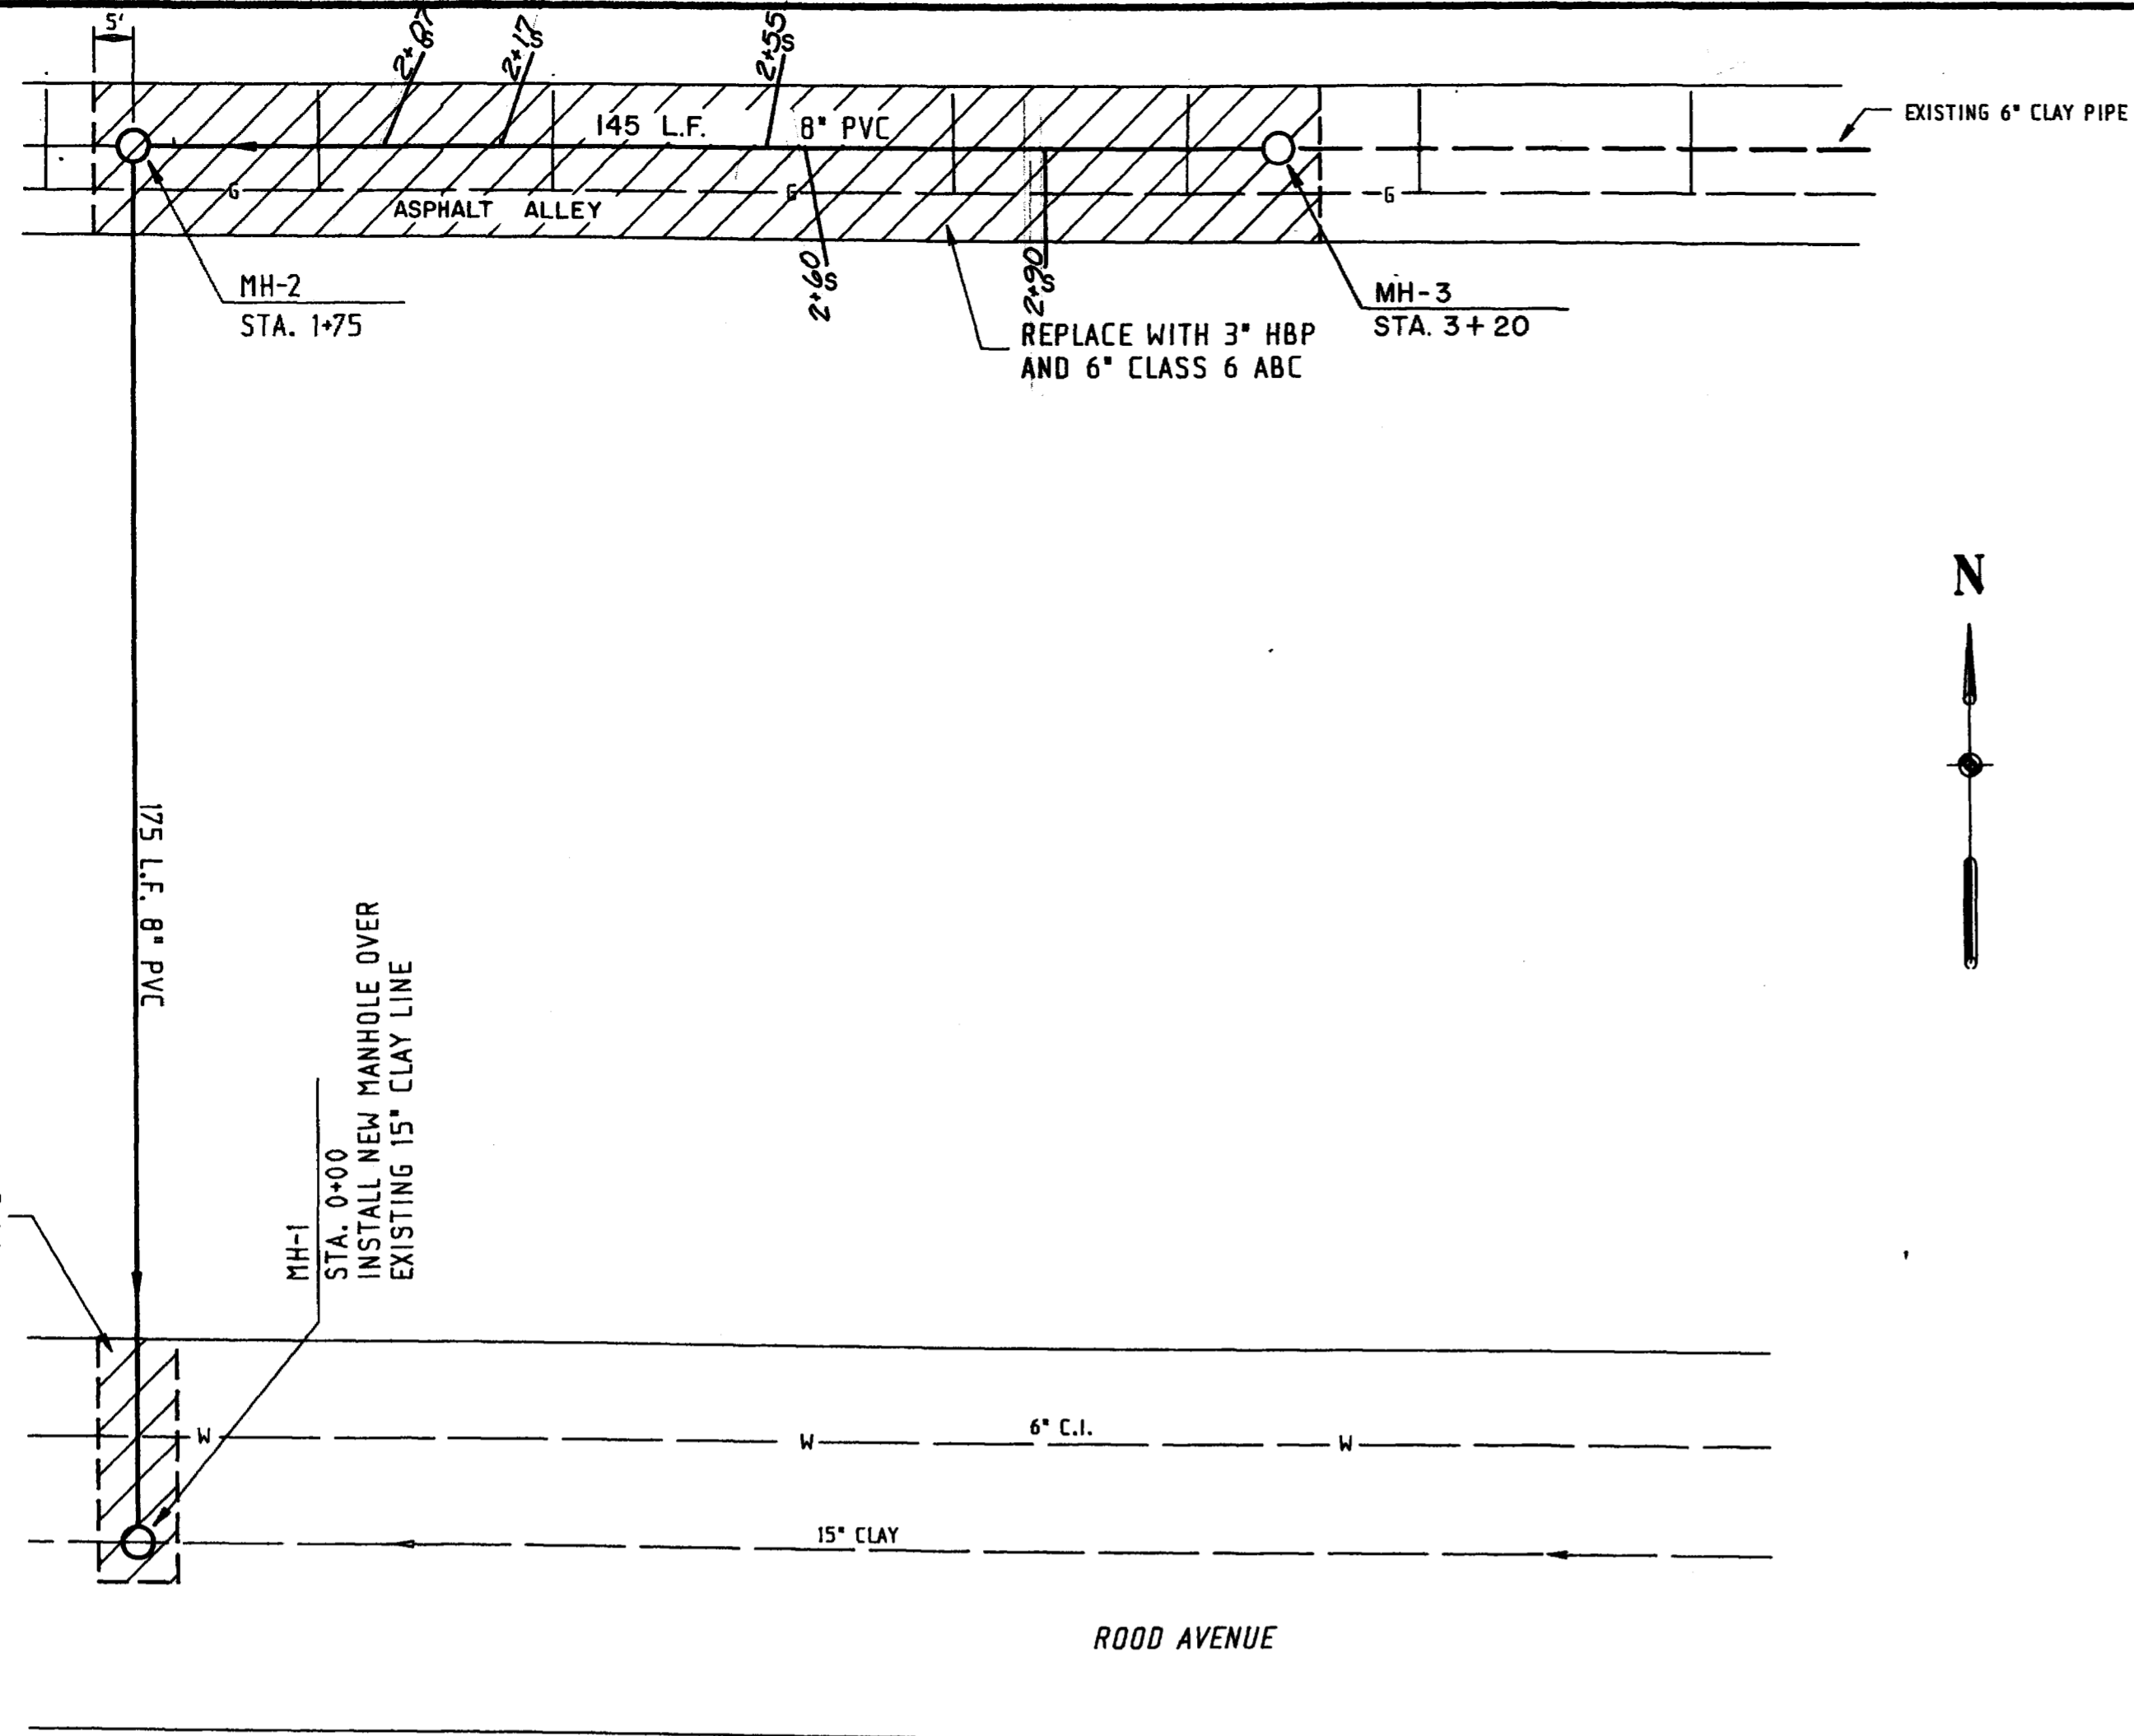 5'
2+07
S
2+17
S
2+55
S
EXISTING 6" CLAY PIPE
145 L.F. 8" PVC
G G G
ASPHALT ALLEY
MH-2
STA. 1+75
2+60
S
2+90
S
MH-3
STA. 3+20
REPLACE WITH 3" HBP
AND 6" CLASS 6 ABC
N
175 L.F. 8" PVC
MH-1
STA. 0+00
INSTALL NEW MANHOLE OVER
EXISTING 15" CLAY LINE
6" C.I.
W W W
15" CLAY
ROOD AVENUE